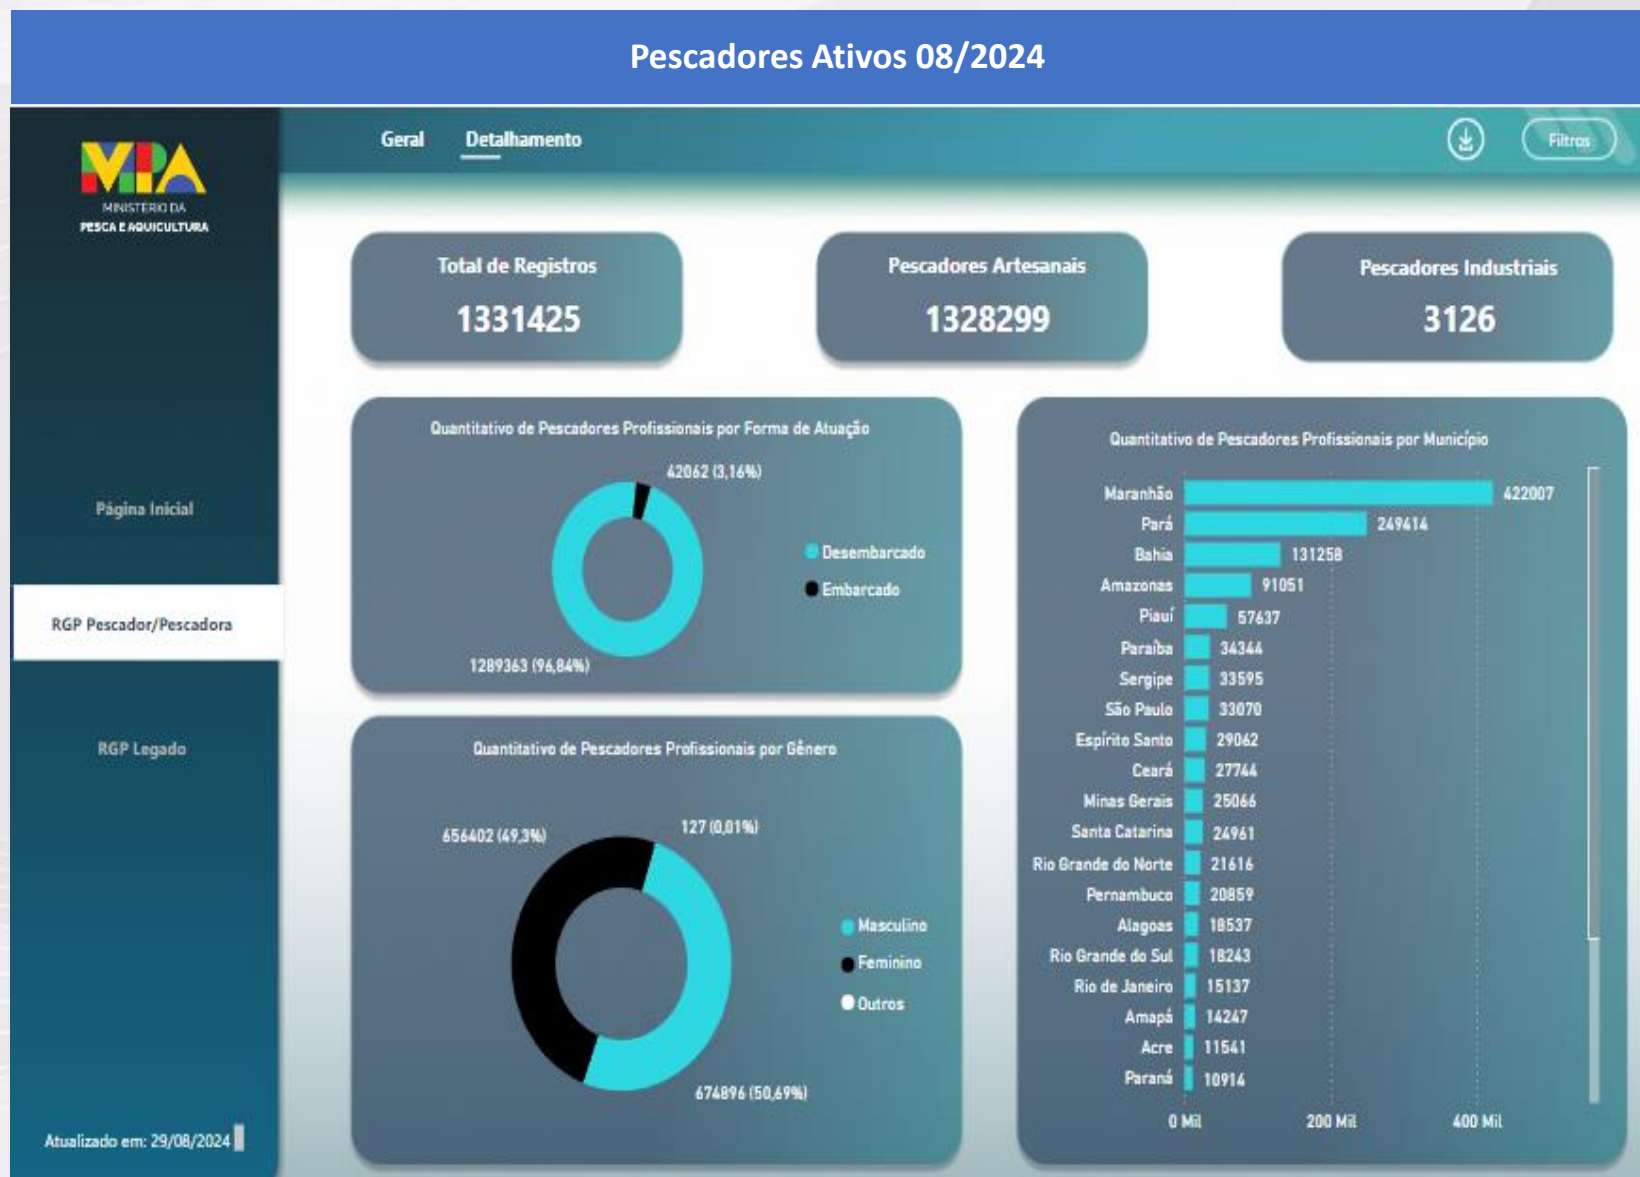 Pescadores Ativos 08/2024
MPA
MINISTÉRIO DA
PESCA E AQUICULTURA
Geral
Detalhamento
Filtros
Página Inicial
RGP Pescador/Pescadora
RGP Legado
Atualizado em: 29/08/2024
Total de Registros
1331425
Pescadores Artesanais
1328299
Pescadores Industriais
3126
Quantitativo de Pescadores Profissionais por Forma de Atuação
42062 (3,16%)
Desembarcado
Embarcado
1289363 (96,84%)
Quantitativo de Pescadores Profissionais por Gênero
656402 (49,3%)
127 (0,01%)
Masculino
Feminino
Outros
674896 (50,69%)
Quantitativo de Pescadores Profissionais por Município
Maranhão 422007
Pará 249414
Bahia 131258
Amazonas 91051
Piauí 57637
Paraíba 34344
Sergipe 33595
São Paulo 33070
Espírito Santo 29062
Ceará 27744
Minas Gerais 25066
Santa Catarina 24961
Rio Grande do Norte 21616
Pernambuco 20859
Alagoas 18537
Rio Grande do Sul 18243
Rio de Janeiro 15137
Amapá 14247
Acre 11541
Paraná 10914
0 Mil 200 Mil 400 Mil